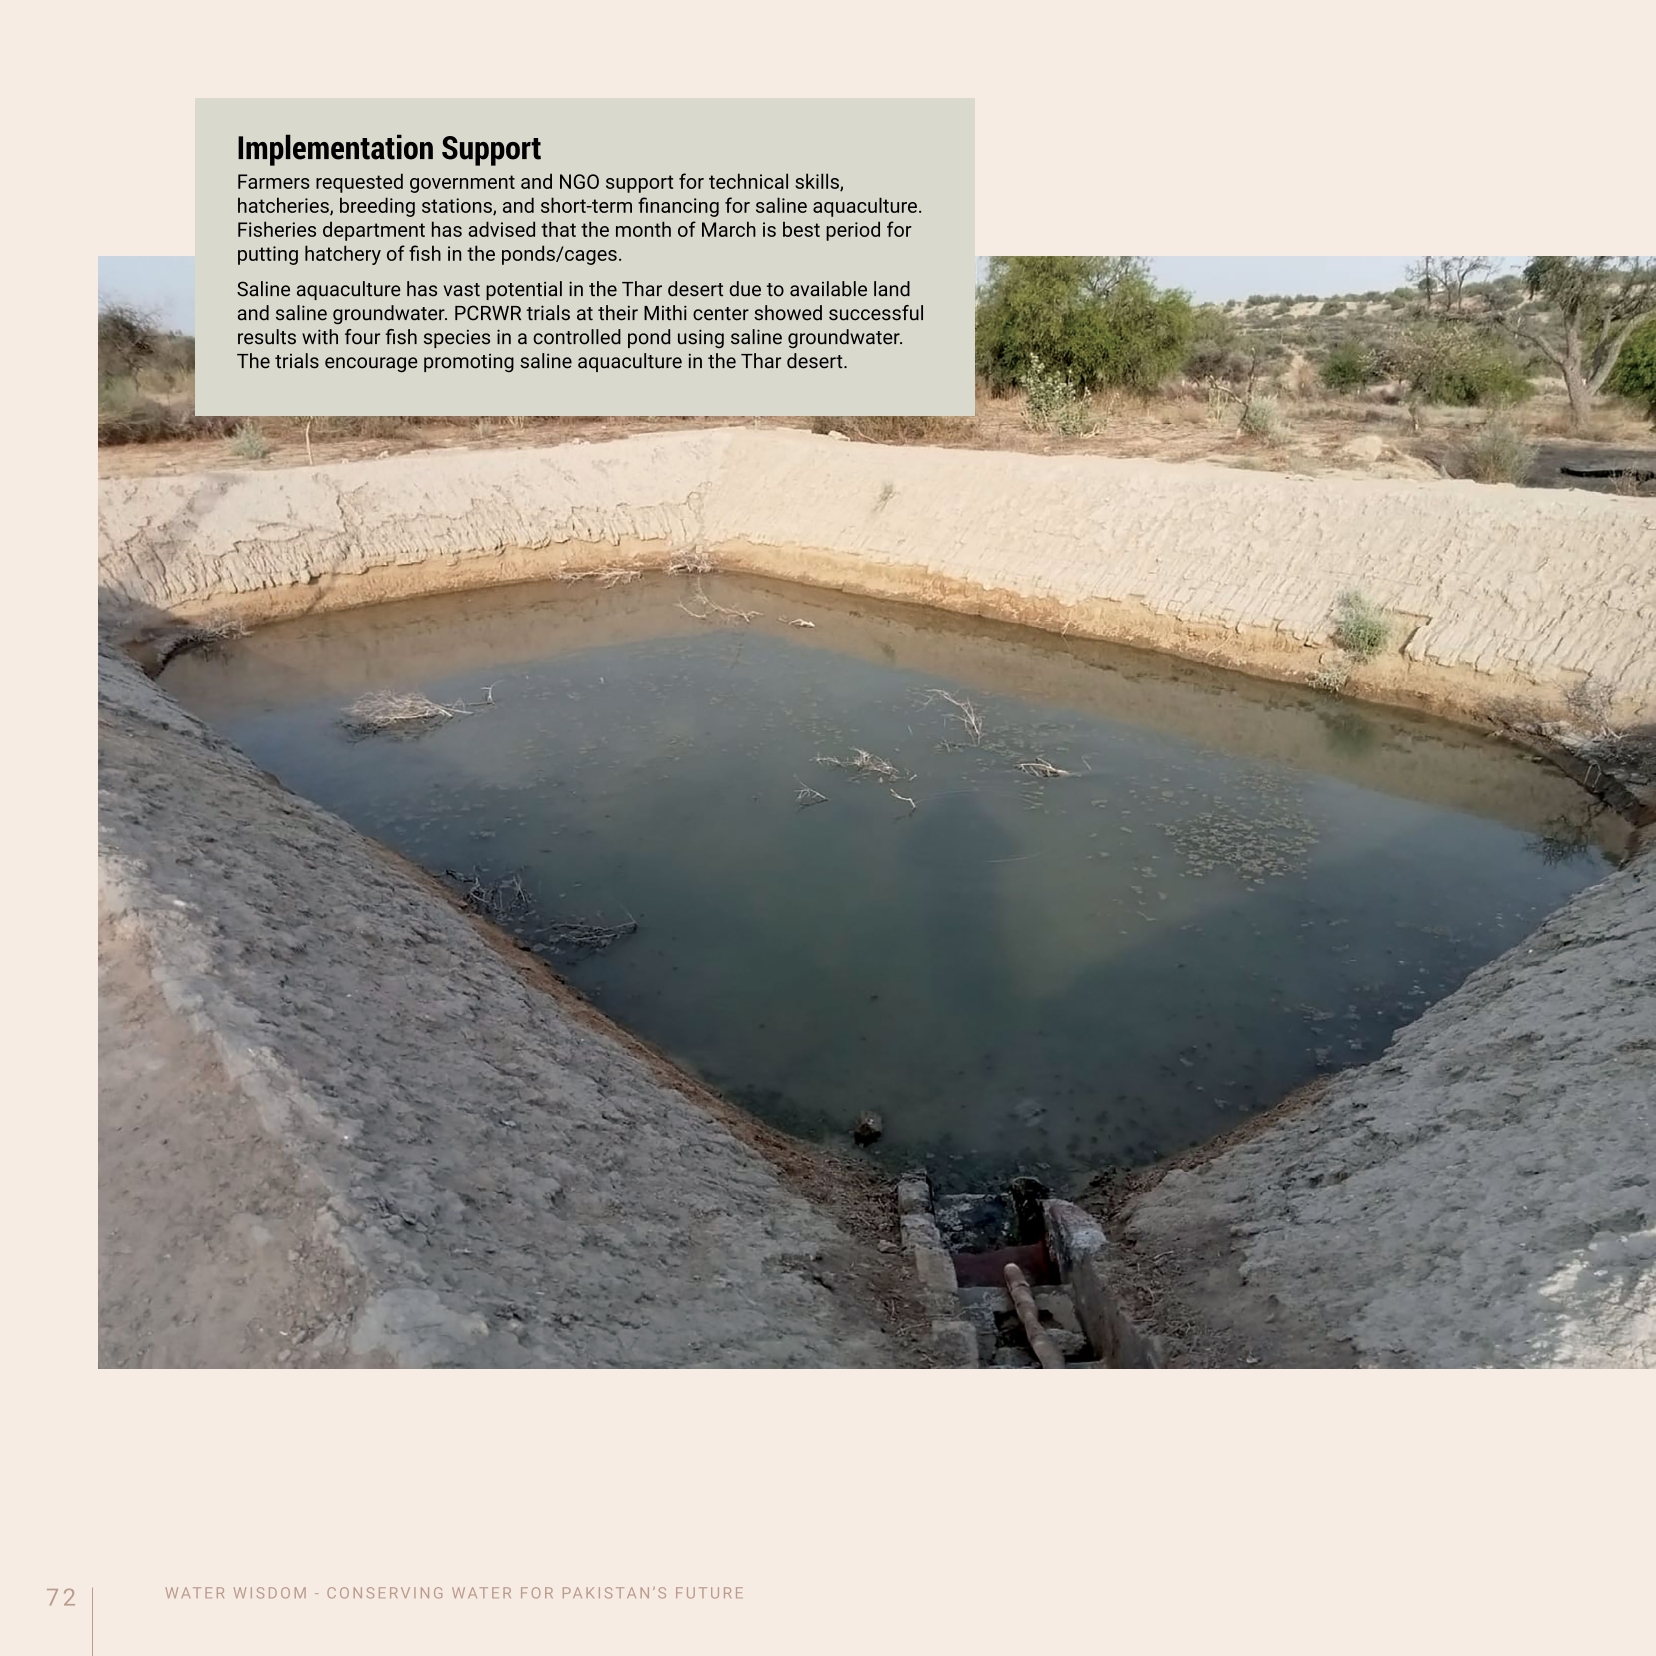 Implementation Support
Farmers requested government and NGO support for technical skills,
hatcheries, breeding stations, and short-term financing for saline aquaculture.
Fisheries department has advised that the month of March is best period for
putting hatchery of fish in the ponds/cages.
Saline aquaculture has vast potential in the Thar desert due to available land
and saline groundwater. PCRWR trials at their Mithi center showed successful
results with four fish species in a controlled pond using saline groundwater.
The trials encourage promoting saline aquaculture in the Thar desert.
72
WATER WISDOM - CONSERVING WATER FOR PAKISTAN'S FUTURE